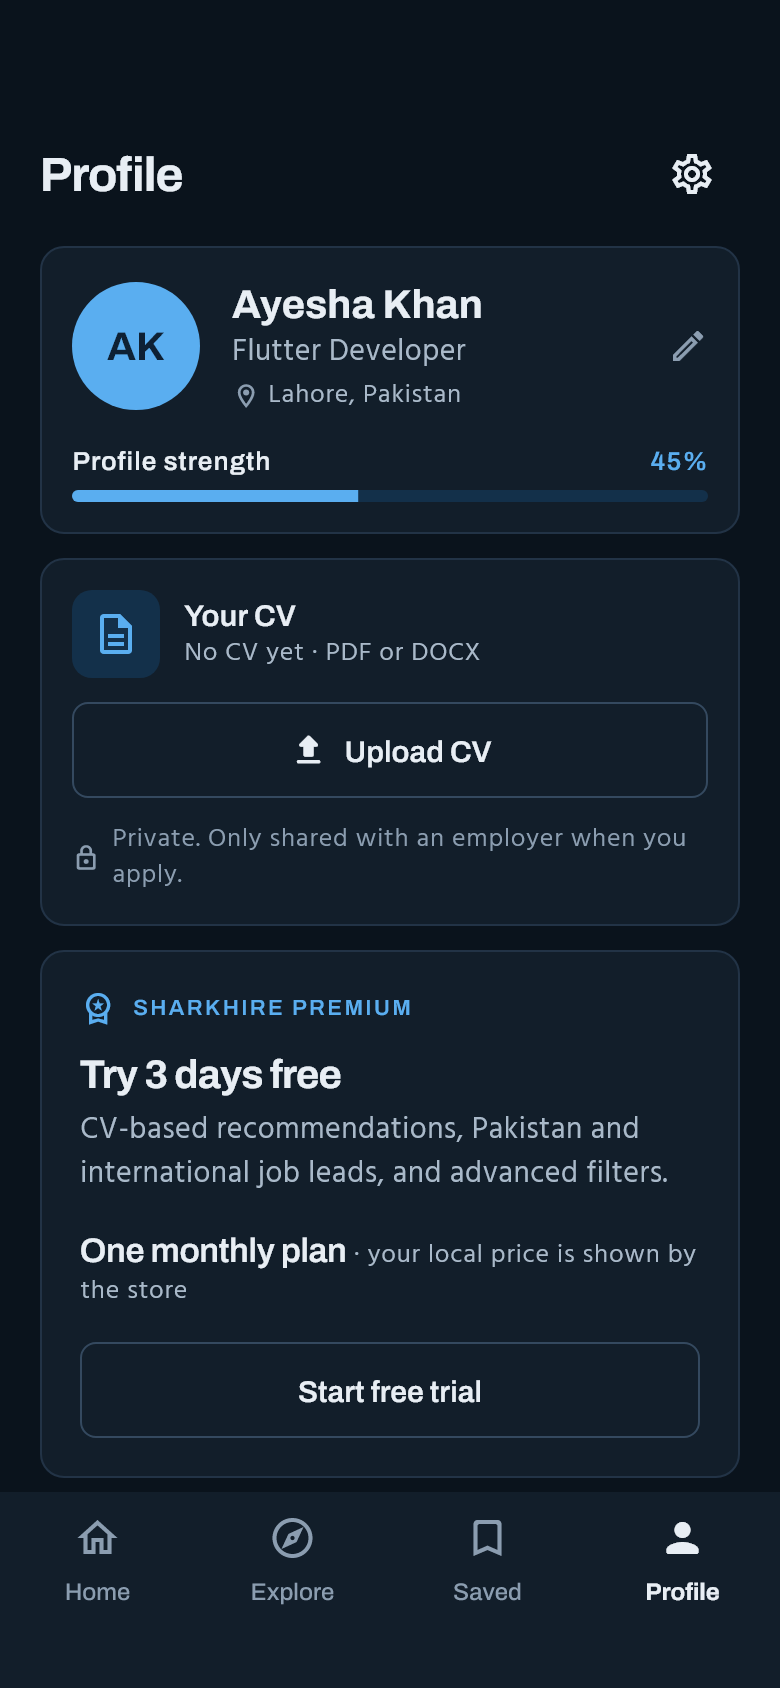 Profile
AK
Ayesha Khan
Flutter Developer
Lahore, Pakistan
Profile strength 45%
Your CV
No CV yet · PDF or DOCX
Upload CV
Private. Only shared with an employer when you
apply.
SHARKHIRE PREMIUM
Try 3 days free
CV-based recommendations, Pakistan and
international job leads, and advanced filters.
One monthly plan · your local price is shown by
the store
Start free trial
Home Explore Saved Profile